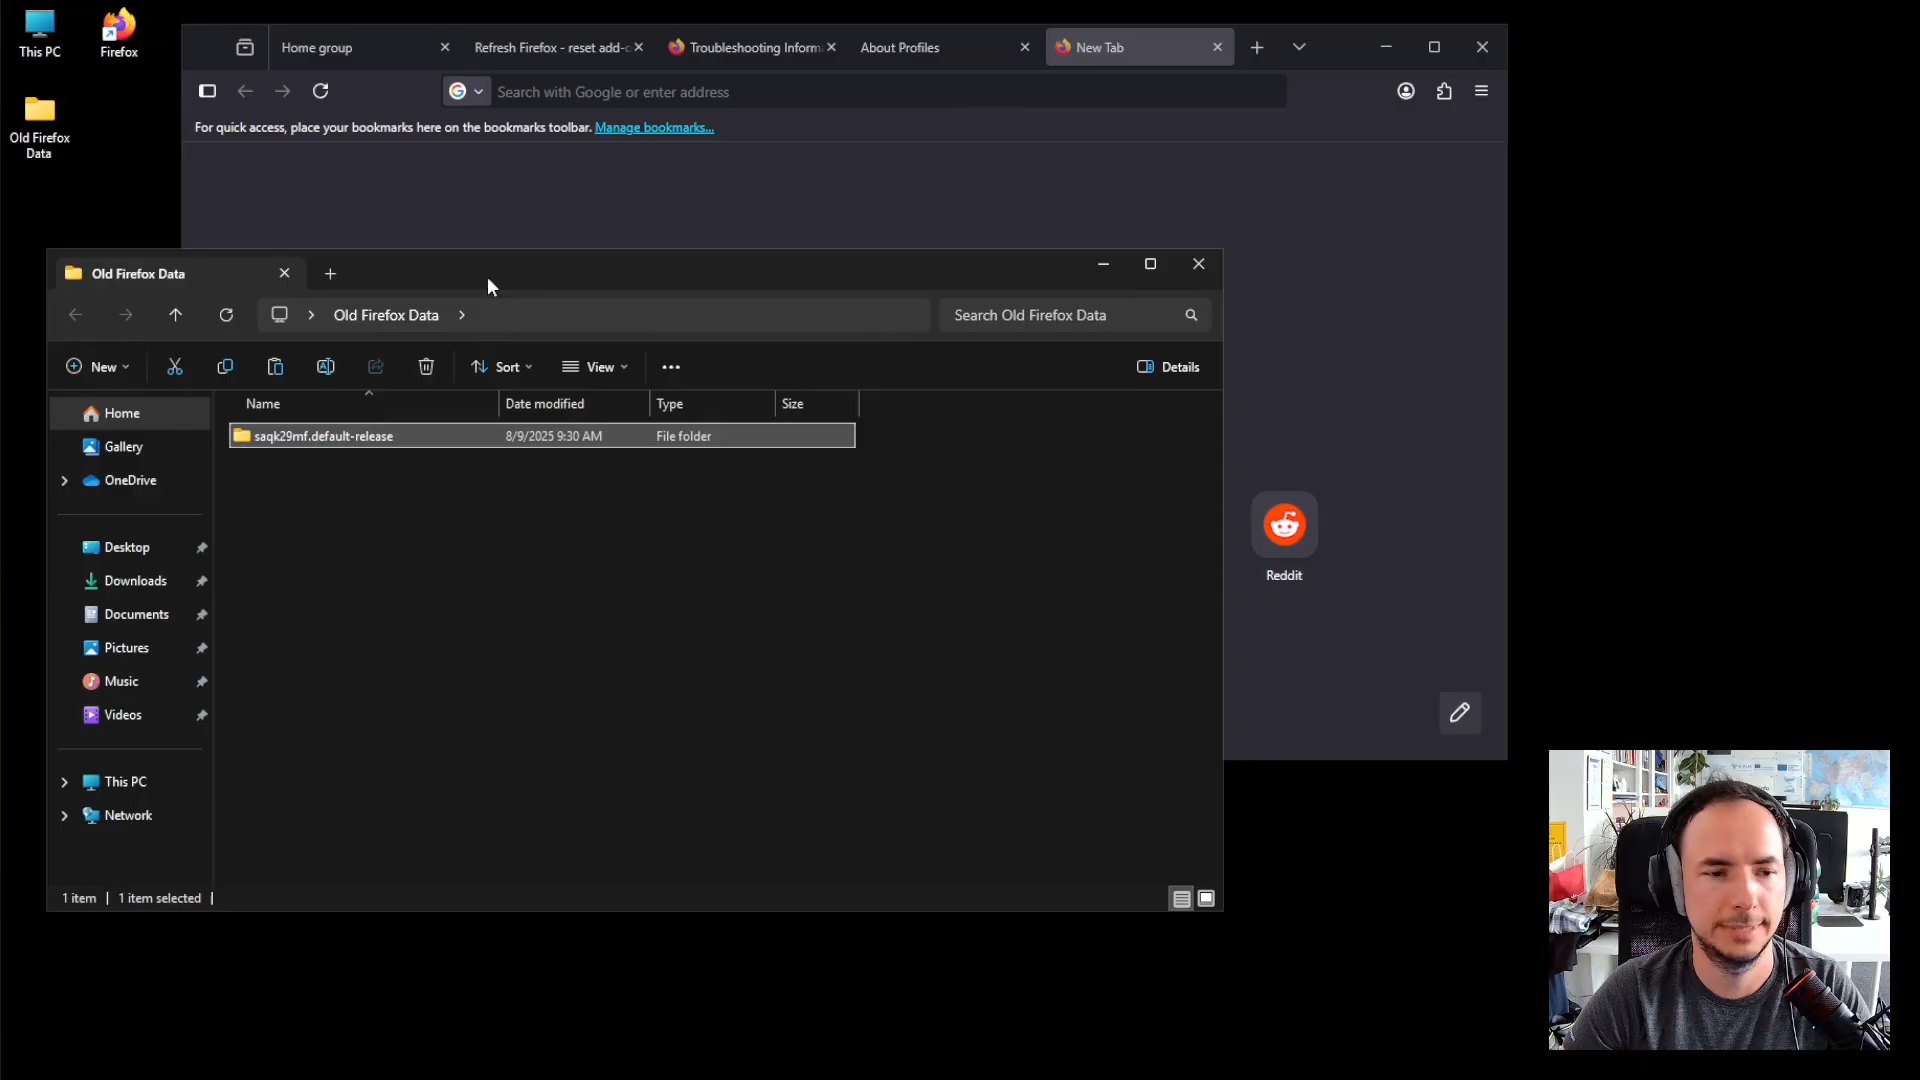 This PC
Firefox
Old Firefox
Data
Home group
Refresh Firefox - reset add-o
Troubleshooting Inform
About Profiles
New Tab
Search with Google or enter address
For quick access, place your bookmarks here on the bookmarks toolbar. Manage bookmarks...
Old Firefox Data
Old Firefox Data
Search Old Firefox Data
New
Sort
View
Details
Name
Date modified
Type
Size
saqk29mf.default-release
8/9/2025 9:30 AM
File folder
Home
Gallery
OneDrive
Desktop
Downloads
Documents
Pictures
Music
Videos
This PC
Network
1 item
1 item selected
Reddit